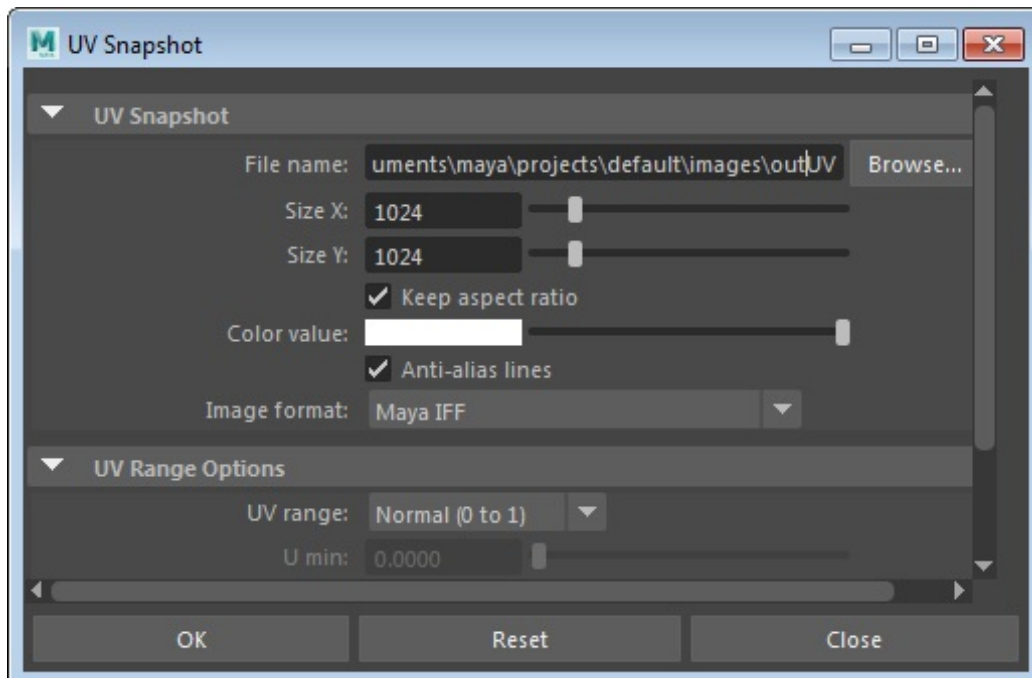 UV Snapshot
UV Snapshot
File name: uments\maya\projects\default\images\outUV Browse...
Size X: 1024
Size Y: 1024
Keep aspect ratio
Color value:
Anti-alias lines
Image format: Maya IFF
UV Range Options
UV range: Normal (0 to 1)
U min: 0.0000
OK Reset Close